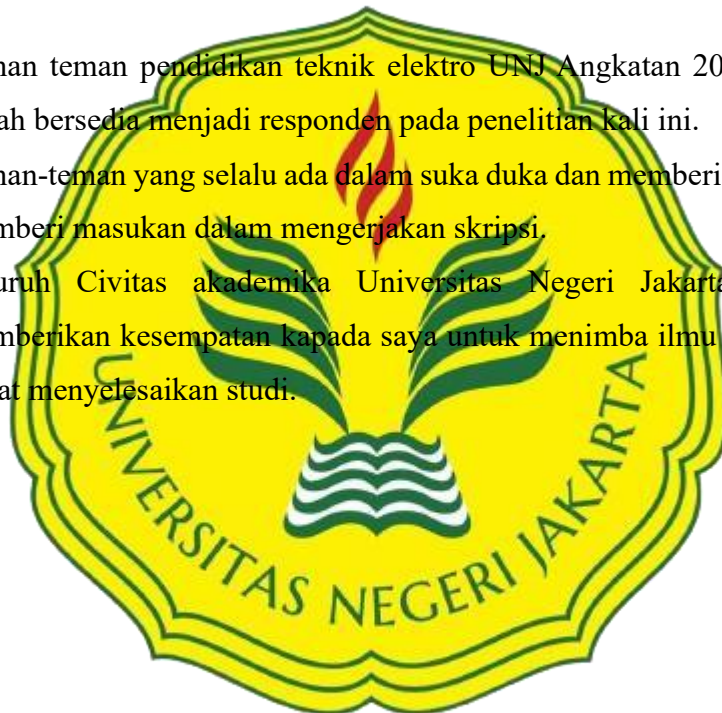 nan teman pendidikan teknik elektro UNJ Angkatan 20
ah bersedia menjadi responden pada penelitian kali ini.
nan-teman yang selalu ada dalam suka duka dan memberi
mberi masukan dalam mengerjakan skripsi.
uruh Civitas akademika Universitas Negeri Jakarta
mberikan kesempatan kapada saya untuk menimba ilmu
at menyelesaikan studi.
UNIVERSITAS NEGERI JAKARTA